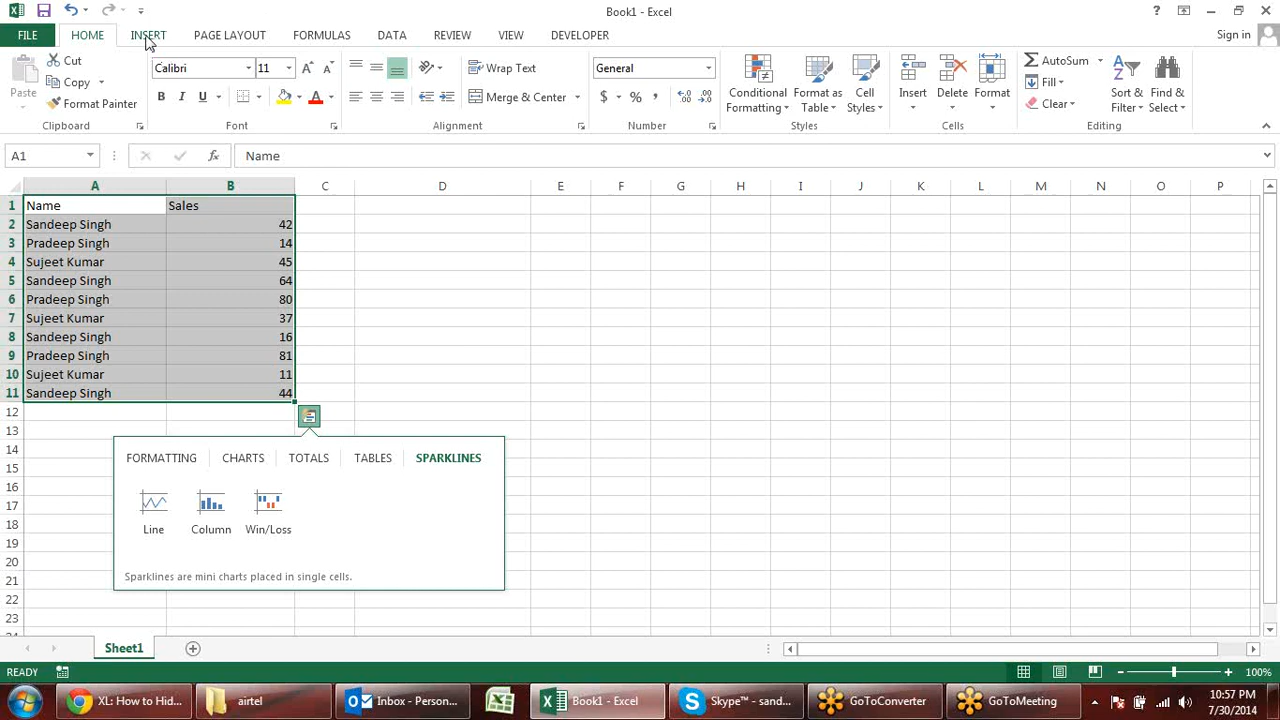 Book1 - Excel
?
FILE HOME INSERT PAGE LAYOUT FORMULAS DATA REVIEW VIEW DEVELOPER Sign in
Paste
Cut
Copy
Format Painter
Clipboard
Calibri 11
B I U
Font
Wrap Text
Merge & Center
Alignment
General
$ % ,
Number
Conditional Formatting
Format as Table
Cell Styles
Styles
Insert
Delete
Format
Cells
AutoSum
Fill
Clear
Sort & Filter
Find & Select
Editing
A1 fx Name
A B C D E F G H I J K L M N O P
1 Name Sales
2 Sandeep Singh 42
3 Pradeep Singh 14
4 Sujeet Kumar 45
5 Sandeep Singh 64
6 Pradeep Singh 80
7 Sujeet Kumar 37
8 Sandeep Singh 16
9 Pradeep Singh 81
10 Sujeet Kumar 11
11 Sandeep Singh 44
12
13
14
15
16
17
18
19
20
21
22
23
FORMATTING CHARTS TOTALS TABLES SPARKLINES
Line Column Win/Loss
Sparklines are mini charts placed in single cells.
Sheet1
READY 100%
XL: How to Hid...
airtel
Inbox - Person...
Book1 - Excel
Skype™ - sand...
GoToConverter
GoToMeeting
10:57 PM
7/30/2014